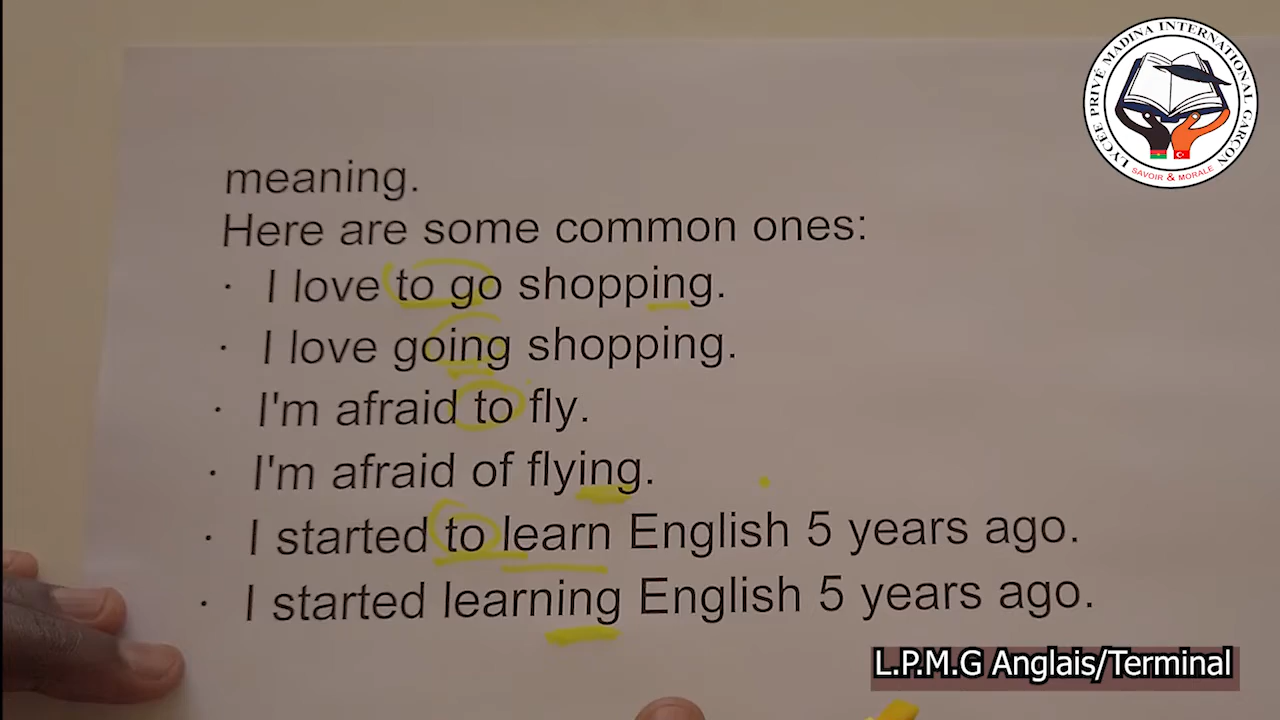 meaning.
Here are some common ones:
· I love to go shopping.
· I love going shopping.
· I'm afraid to fly.
· I'm afraid of flying.
· I started to learn English 5 years ago.
· I started learning English 5 years ago.
LYCÉE PRIVÉ MADINA INTERNATIONAL GARÇON
SAVOIR & MORALE
L.P.M.G Anglais/Terminal